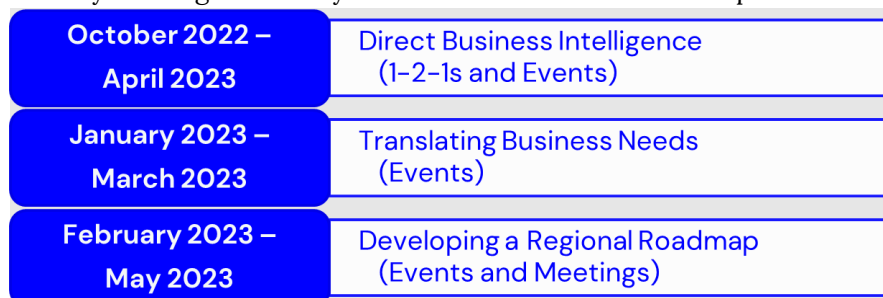 October 2022 –
April 2023
Direct Business Intelligence
(1-2-1s and Events)
January 2023 –
March 2023
Translating Business Needs
(Events)
February 2023 –
May 2023
Developing a Regional Roadmap
(Events and Meetings)